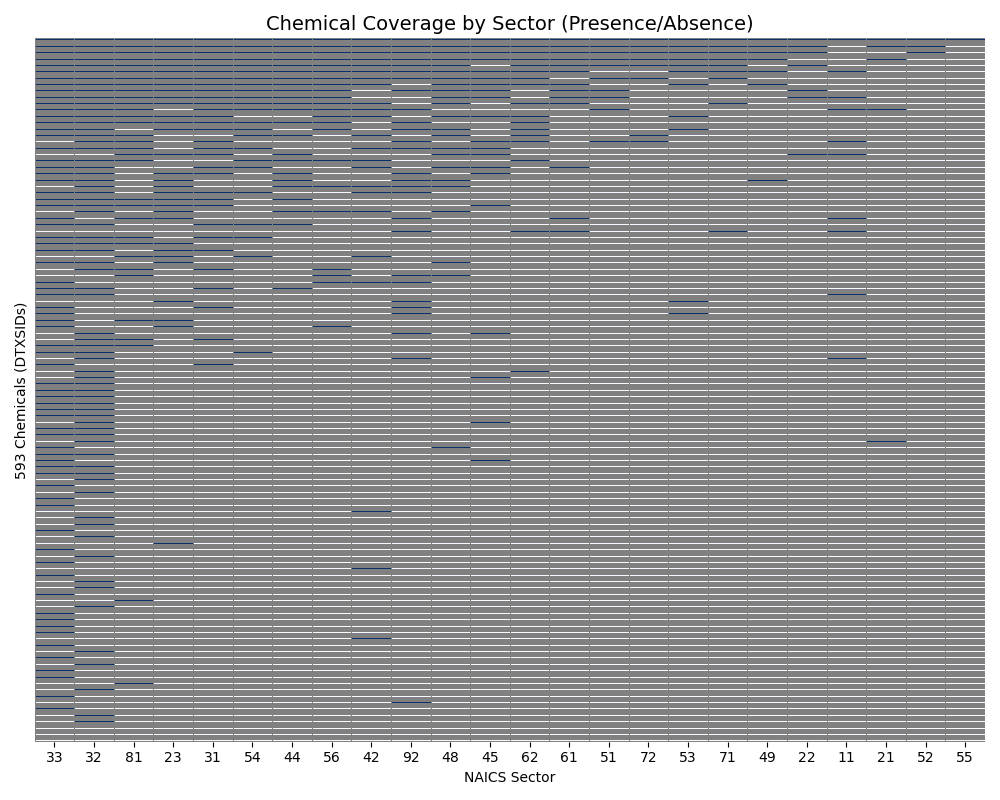 Chemical Coverage by Sector (Presence/Absence)
593 Chemicals (DTXSIDs)
33 32 81 23 31 54 44 56 42 92 48 45 62 61 51 72 53 71 49 22 11 21 52 55
NAICS Sector